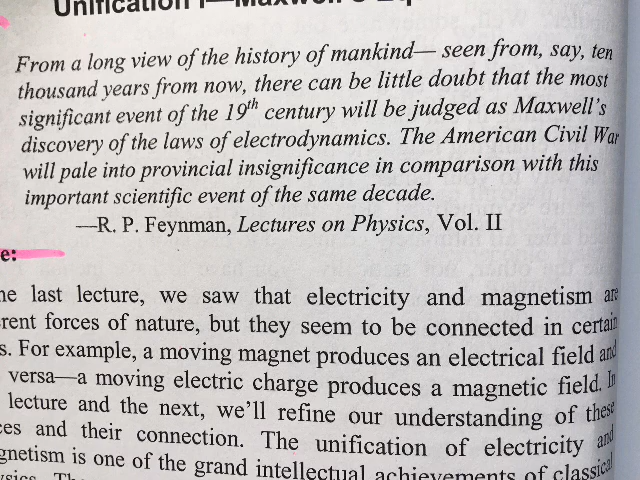 Unification I—Maxwell's
From a long view of the history of mankind— seen from, say, ten
thousand years from now, there can be little doubt that the most
significant event of the 19th century will be judged as Maxwell's
discovery of the laws of electrodynamics. The American Civil War
will pale into provincial insignificance in comparison with this
important scientific event of the same decade.
—R. P. Feynman, Lectures on Physics, Vol. II
e:
he last lecture, we saw that electricity and magnetism are
rent forces of nature, but they seem to be connected in certain
s. For example, a moving magnet produces an electrical field and
versa—a moving electric charge produces a magnetic field. In
lecture and the next, we'll refine our understanding of these
ces and their connection. The unification of electricity and
gnetism is one of the grand intellectual achievements of classical